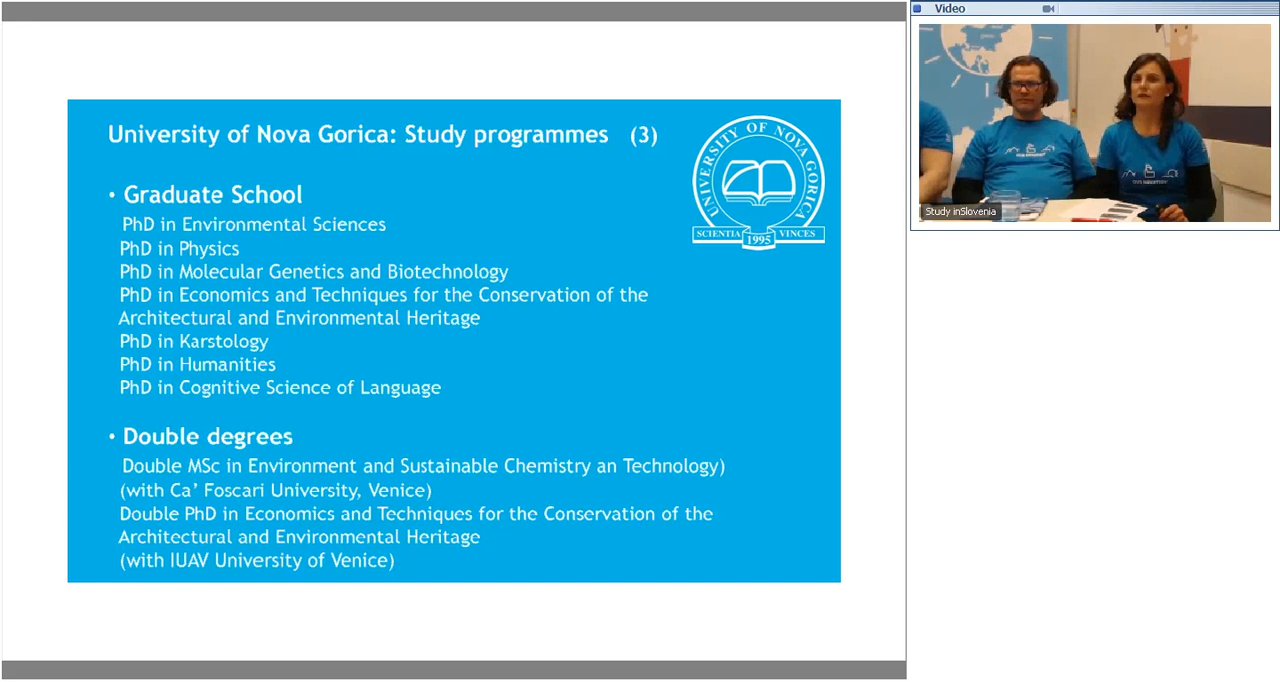 University of Nova Gorica: Study programmes (3)
• Graduate School
PhD in Environmental Sciences
PhD in Physics
PhD in Molecular Genetics and Biotechnology
PhD in Economics and Techniques for the Conservation of the
Architectural and Environmental Heritage
PhD in Karstology
PhD in Humanities
PhD in Cognitive Science of Language
• Double degrees
Double MSc in Environment and Sustainable Chemistry an Technology)
(with Ca’ Foscari University, Venice)
Double PhD in Economics and Techniques for the Conservation of the
Architectural and Environmental Heritage
(with IUAV University of Venice)
UNIVERSITY OF NOVA GORICA
SCIENTIA 1995 VINCES
Video
Study inSlovenia